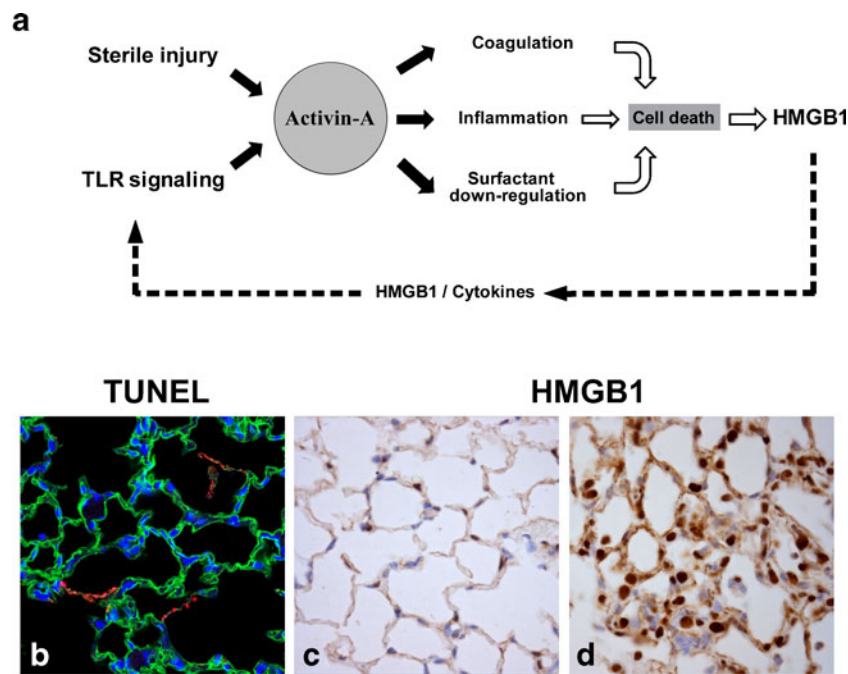 a
Sterile injury
TLR signaling
Activin-A
Coagulation
Inflammation
Surfactant
down-regulation
Cell death
HMGB1
HMGB1 / Cytokines
TUNEL
HMGB1
b
c
d